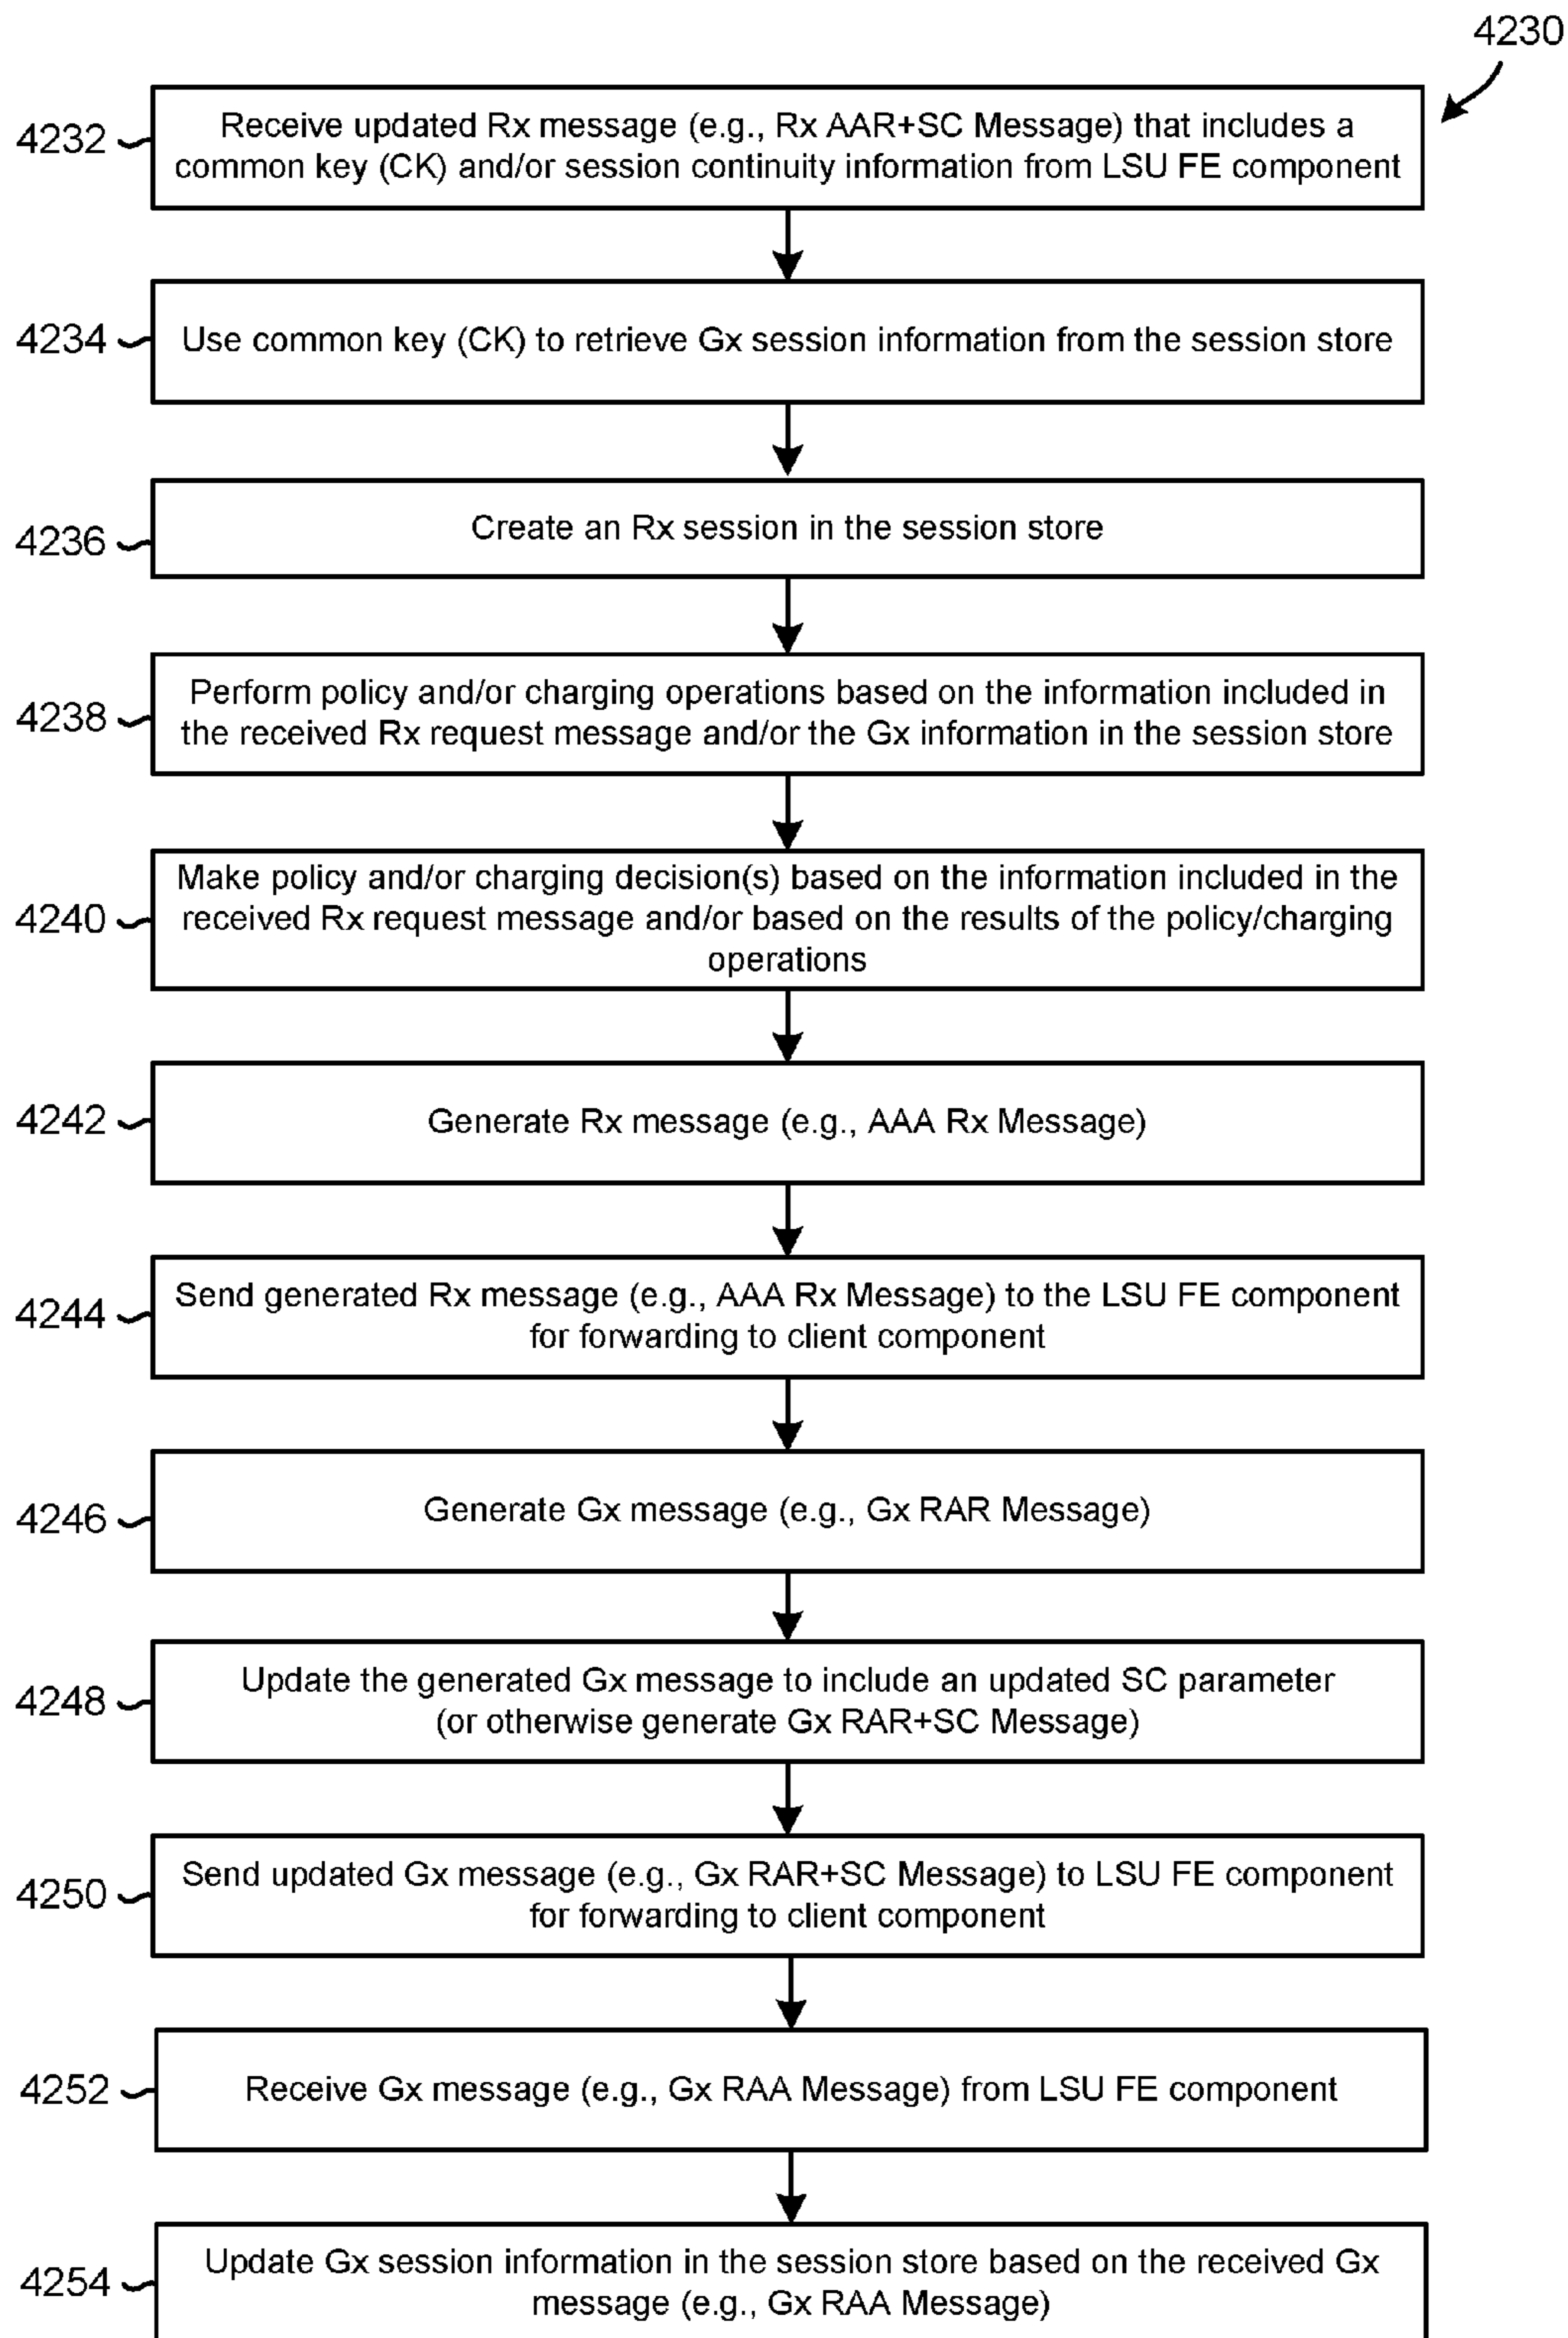 4230
4232
Receive updated Rx message (e.g., Rx AAR+SC Message) that includes a
common key (CK) and/or session continuity information from LSU FE component
4234
Use common key (CK) to retrieve Gx session information from the session store
4236
Create an Rx session in the session store
4238
Perform policy and/or charging operations based on the information included in
the received Rx request message and/or the Gx information in the session store
4240
Make policy and/or charging decision(s) based on the information included in the
received Rx request message and/or based on the results of the policy/charging
operations
4242
Generate Rx message (e.g., AAA Rx Message)
4244
Send generated Rx message (e.g., AAA Rx Message) to the LSU FE component
for forwarding to client component
4246
Generate Gx message (e.g., Gx RAR Message)
4248
Update the generated Gx message to include an updated SC parameter
(or otherwise generate Gx RAR+SC Message)
4250
Send updated Gx message (e.g., Gx RAR+SC Message) to LSU FE component
for forwarding to client component
4252
Receive Gx message (e.g., Gx RAA Message) from LSU FE component
4254
Update Gx session information in the session store based on the received Gx
message (e.g., Gx RAA Message)